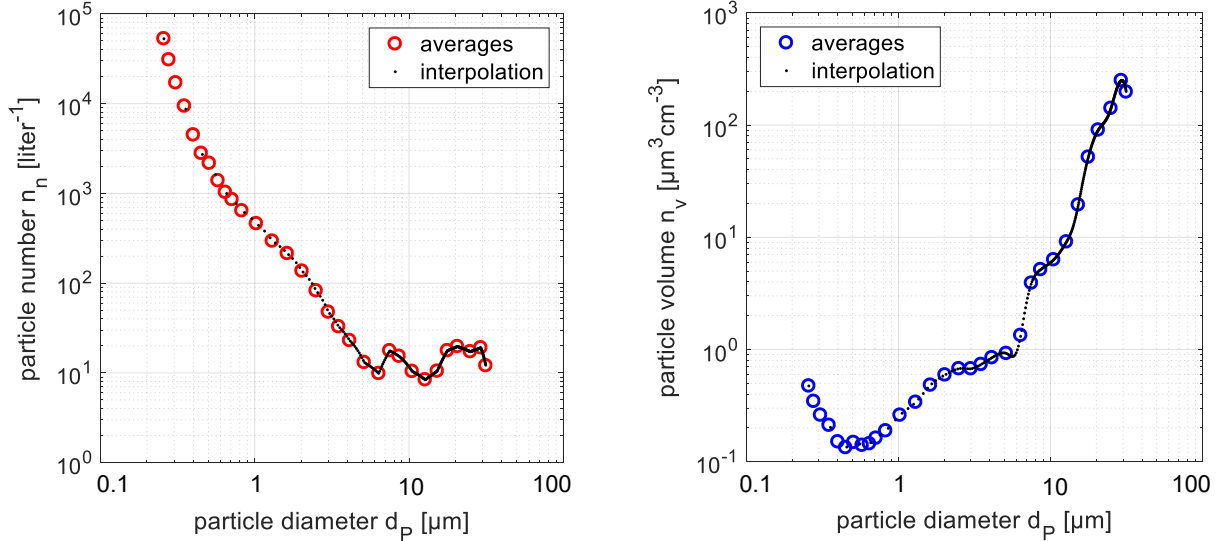 10^5
10^4
10^3
10^2
10^1
10^0
particle number n_n [liter^-1]
averages
interpolation
0.1 1 10 100
particle diameter d_P [μm]
10^3
10^2
10^1
10^0
10^-1
particle volume n_v [μm^3cm^-3]
averages
interpolation
0.1 1 10 100
particle diameter d_P [μm]